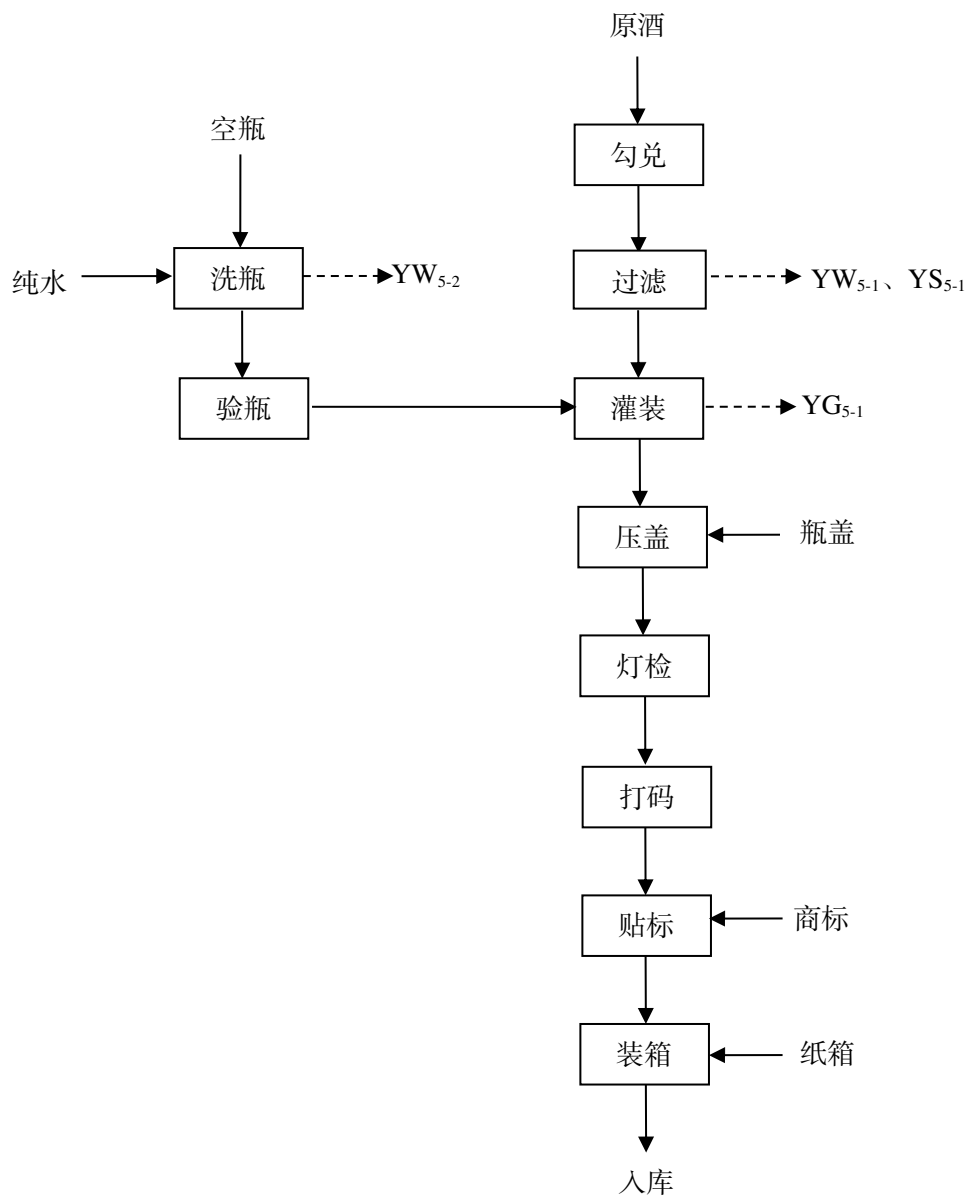 原酒
空瓶
勾兑
纯水
洗瓶
YW5-2
过滤
YW5-1、YS5-1
验瓶
灌装
YG5-1
压盖
瓶盖
灯检
打码
贴标
商标
装箱
纸箱
入库